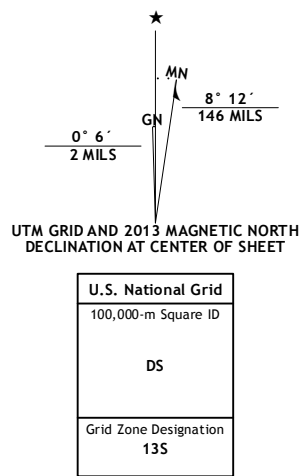 ★
MN
GN
8° 12´
146 MILS
0° 6´
2 MILS
UTM GRID AND 2013 MAGNETIC NORTH
DECLINATION AT CENTER OF SHEET
U.S. National Grid
100,000-m Square ID
DS
Grid Zone Designation
13S